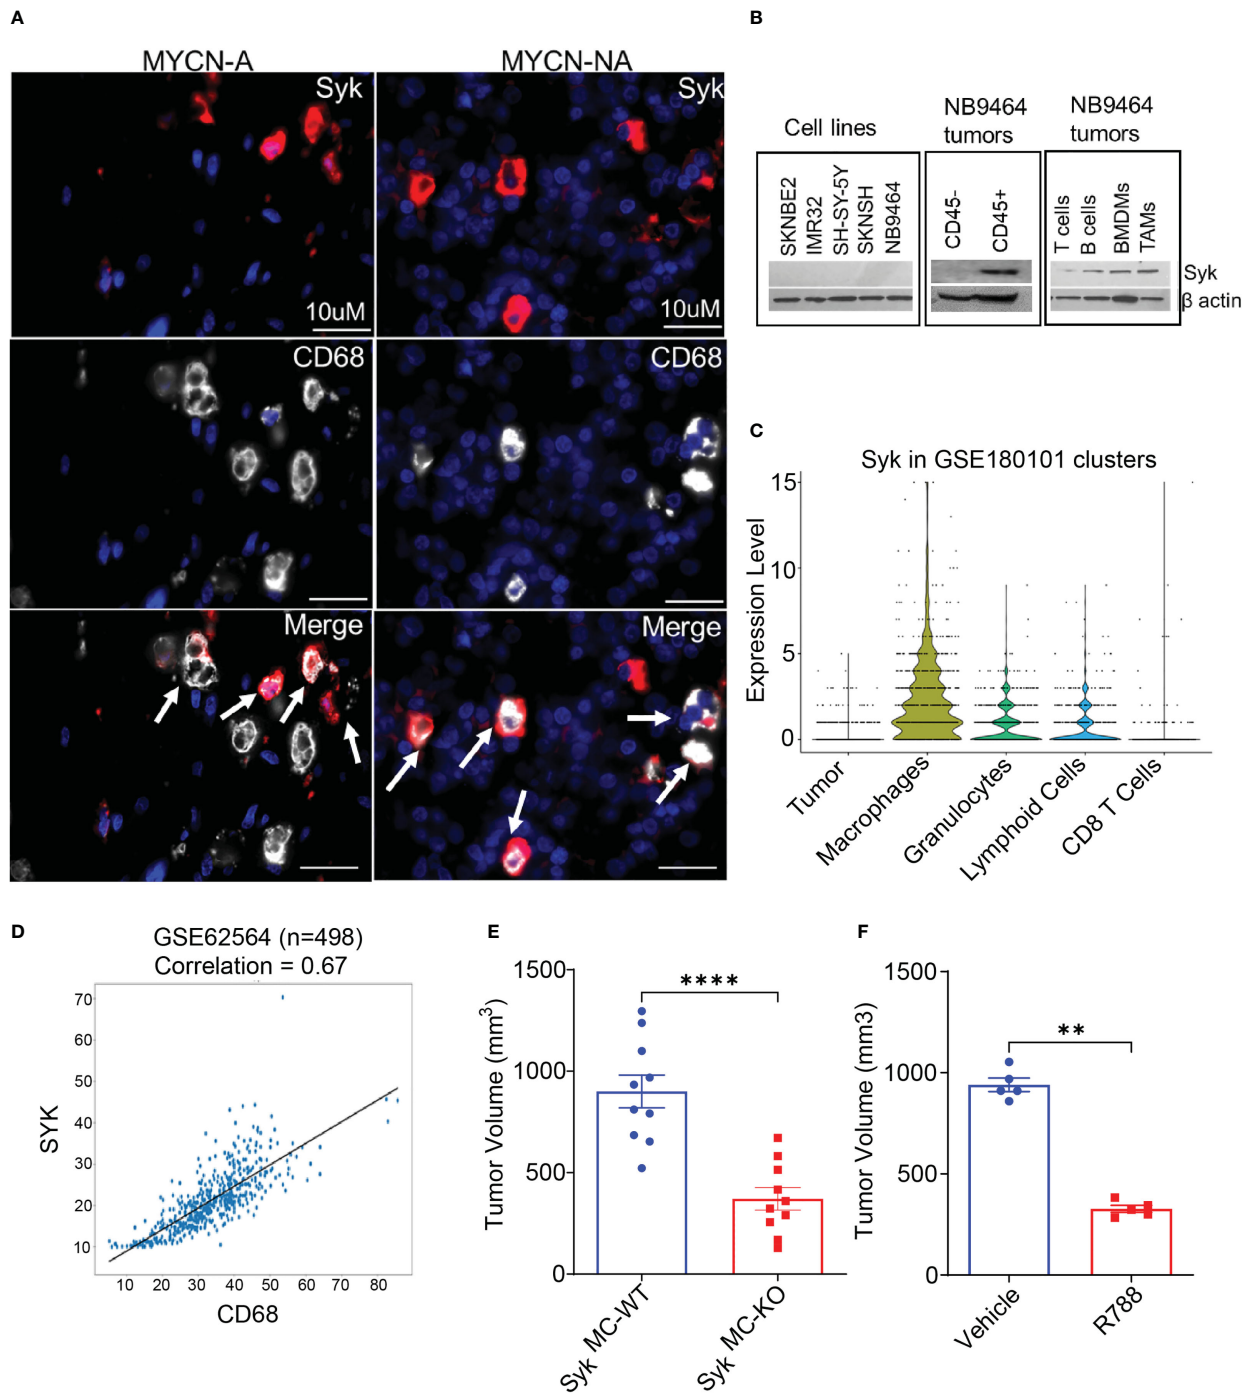 A
MYCN-A
MYCN-NA
Syk
Syk
10uM
10uM
CD68
CD68
Merge
Merge
B
Cell lines
NB9464
tumors
NB9464
tumors
SKNBE2
IMR32
SH-SY-5Y
SKNSH
NB9464
CD45-
CD45+
T cells
B cells
BMDMs
TAMs
Syk
β actin
C
Syk in GSE180101 clusters
Expression Level
15
10
5
0
Tumor
Macrophages
Granulocytes
Lymphoid Cells
CD8 T Cells
D
GSE62564 (n=498)
Correlation = 0.67
SYK
70
50
40
30
20
10
10 20 30 40 50 60 70 80
CD68
E
Tumor Volume (mm³)
1500
1000
500
0
****
Syk MC-WT
Syk MC-KO
F
Tumor Volume (mm3)
1500
1000
500
0
**
Vehicle
R788